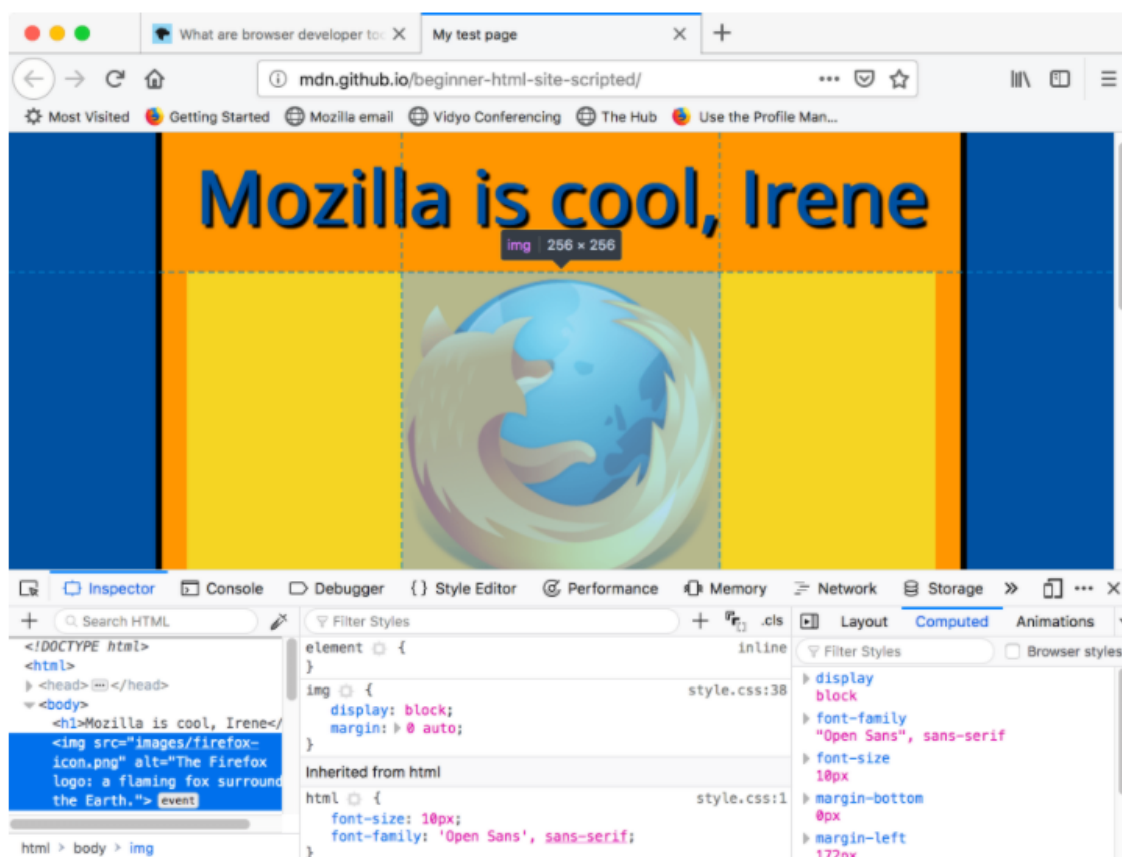 What are browser developer too
My test page
mdn.github.io/beginner-html-site-scripted/
Most Visited Getting Started Mozilla email Vidyo Conferencing The Hub Use the Profile Man...
Mozilla is cool, Irene
img 256 × 256
Inspector Console Debugger {} Style Editor Performance Memory Network Storage
Search HTML
<!DOCTYPE html>
<html>
<head></head>
<body>
<h1>Mozilla is cool, Irene</
<img src="images/firefox-
icon.png" alt="The Firefox
logo: a flaming fox surround
the Earth."> event
html > body > img
Filter Styles + .cls
element { inline
}
img { style.css:38
display: block;
margin: 0 auto;
}
Inherited from html
html { style.css:1
font-size: 10px;
font-family: 'Open Sans', sans-serif;
}
Layout Computed Animations
Filter Styles Browser styles
display
block
font-family
"Open Sans", sans-serif
font-size
10px
margin-bottom
0px
margin-left
172px